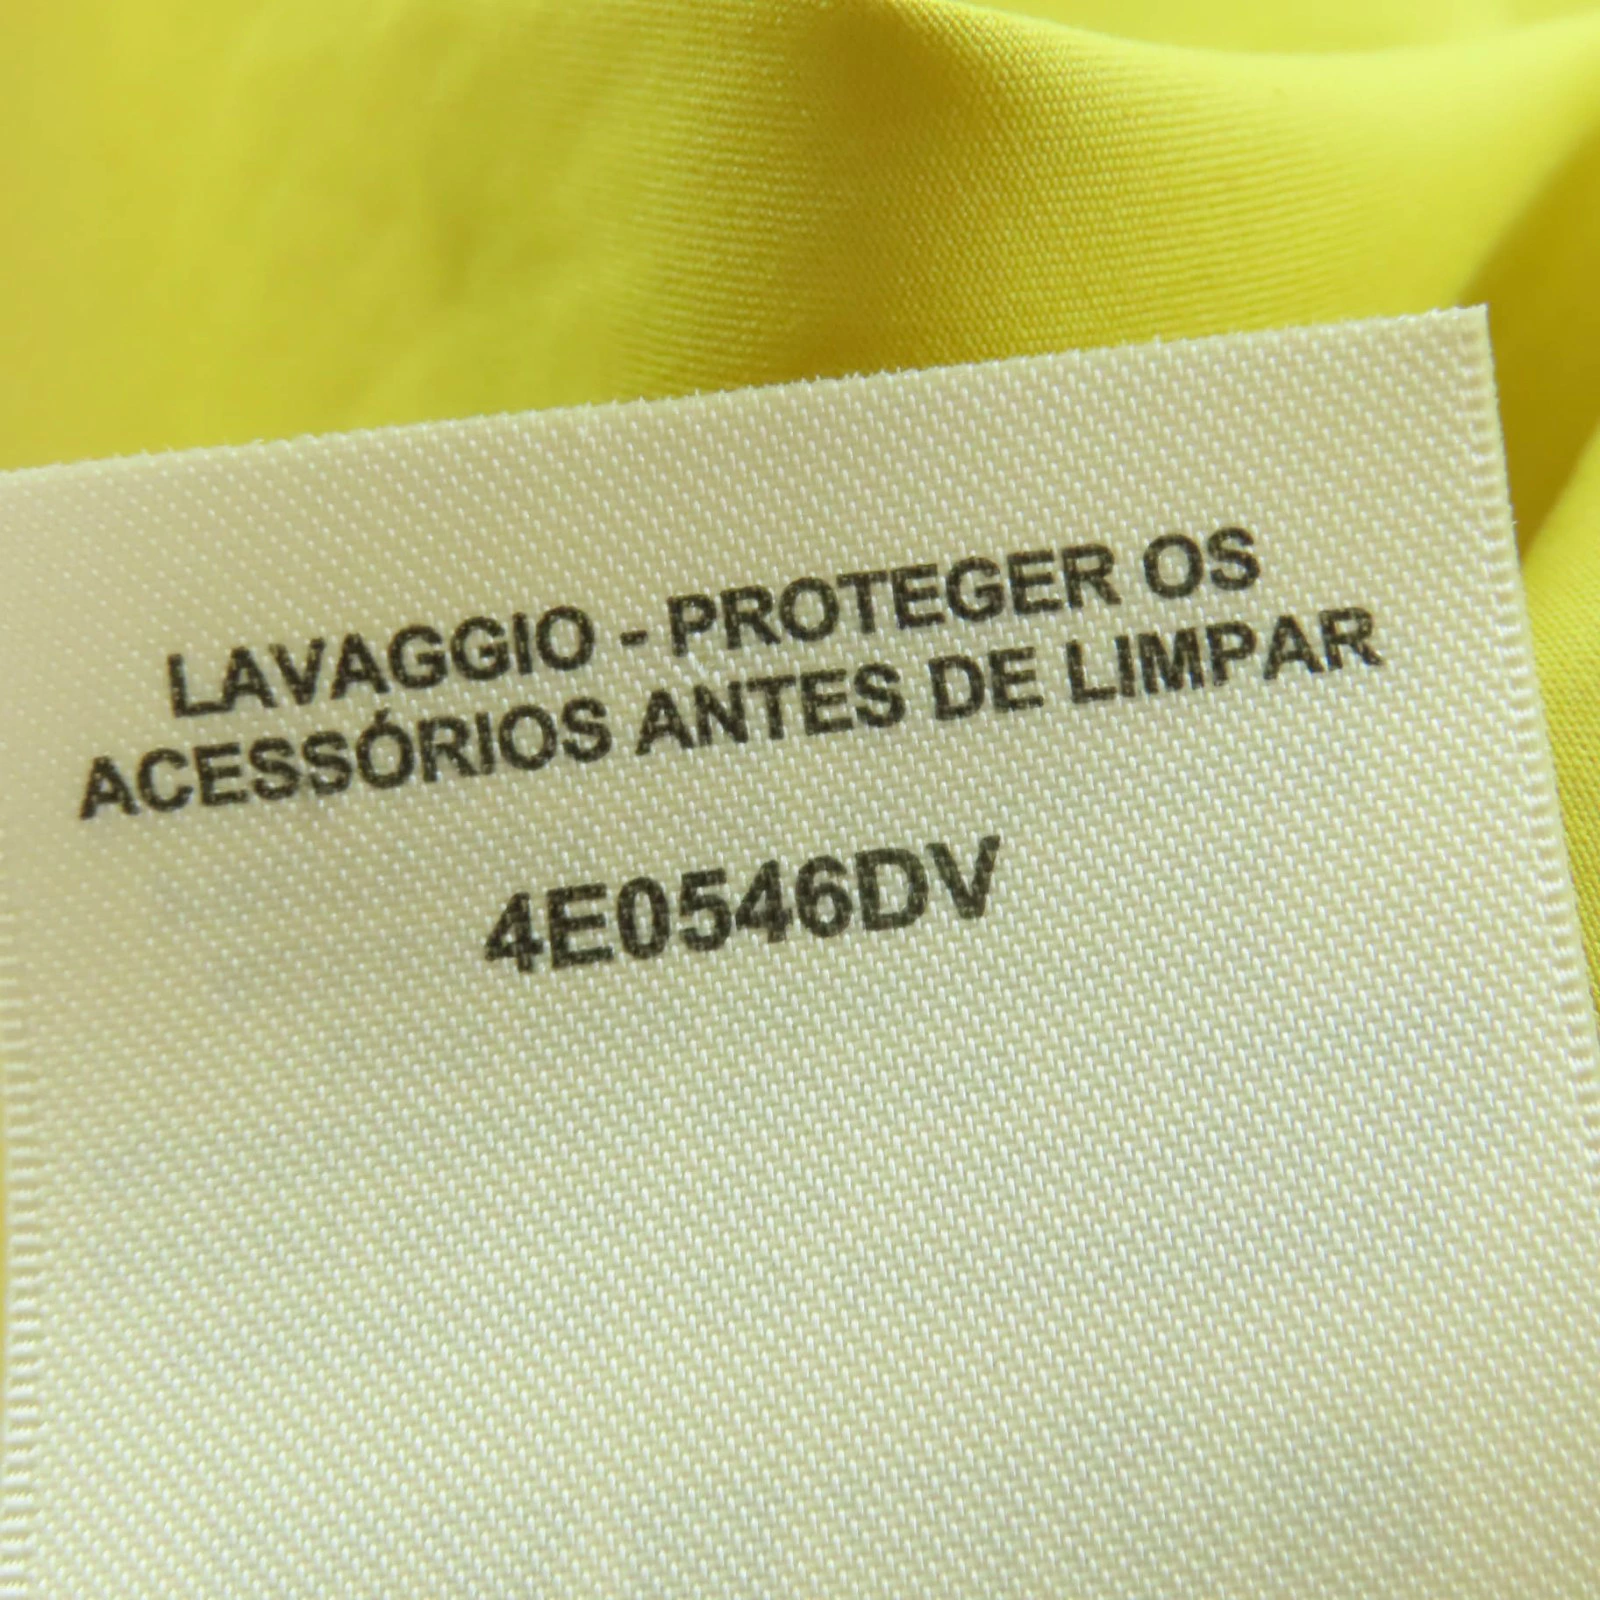 LAVAGGIO - PROTEGER OS
ACESSÓRIOS ANTES DE LIMPAR
4E0546DV